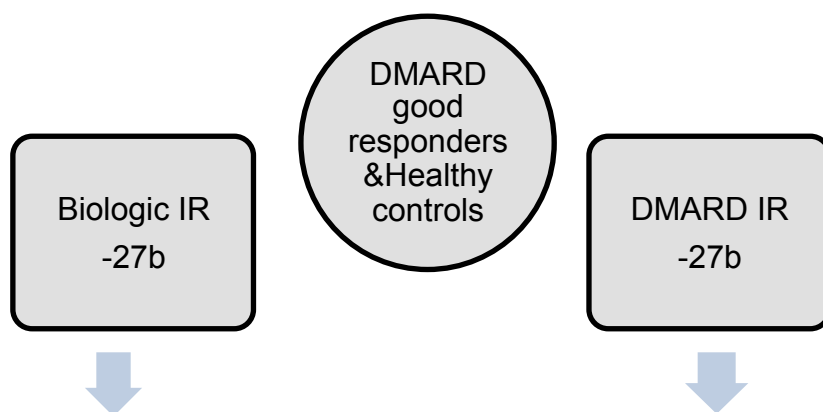 DMARD
good
responders
&Healthy
controls
Biologic IR
-27b
DMARD IR
-27b